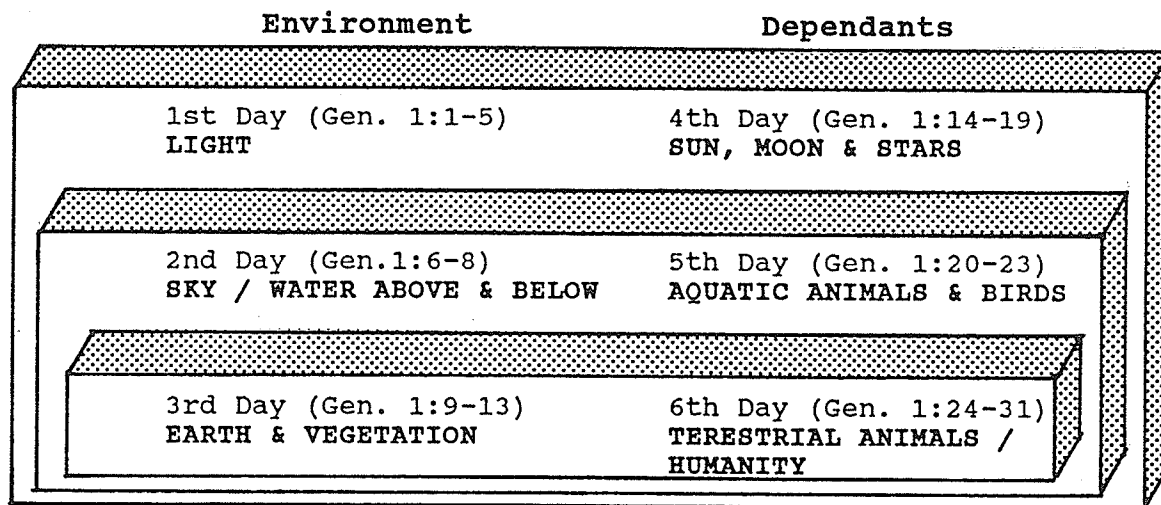 Environment
Dependants
1st Day (Gen. 1:1-5)
LIGHT
4th Day (Gen. 1:14-19)
SUN, MOON & STARS
2nd Day (Gen.1:6-8)
SKY / WATER ABOVE & BELOW
5th Day (Gen. 1:20-23)
AQUATIC ANIMALS & BIRDS
3rd Day (Gen. 1:9-13)
EARTH & VEGETATION
6th Day (Gen. 1:24-31)
TERESTRIAL ANIMALS /
HUMANITY